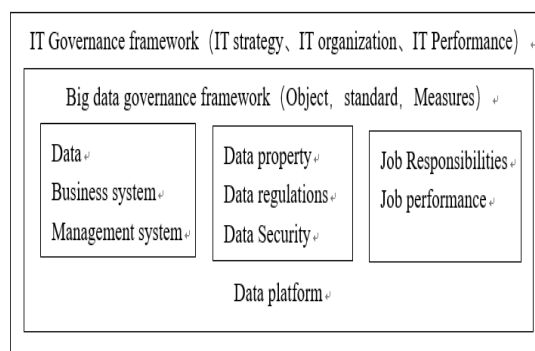 IT Governance framework（IT strategy、IT organization、IT Performance）
Big data governance framework（Object，standard，Measures）
Data
Business system
Management system
Data property
Data regulations
Data Security
Job Responsibilities
Job performance
Data platform